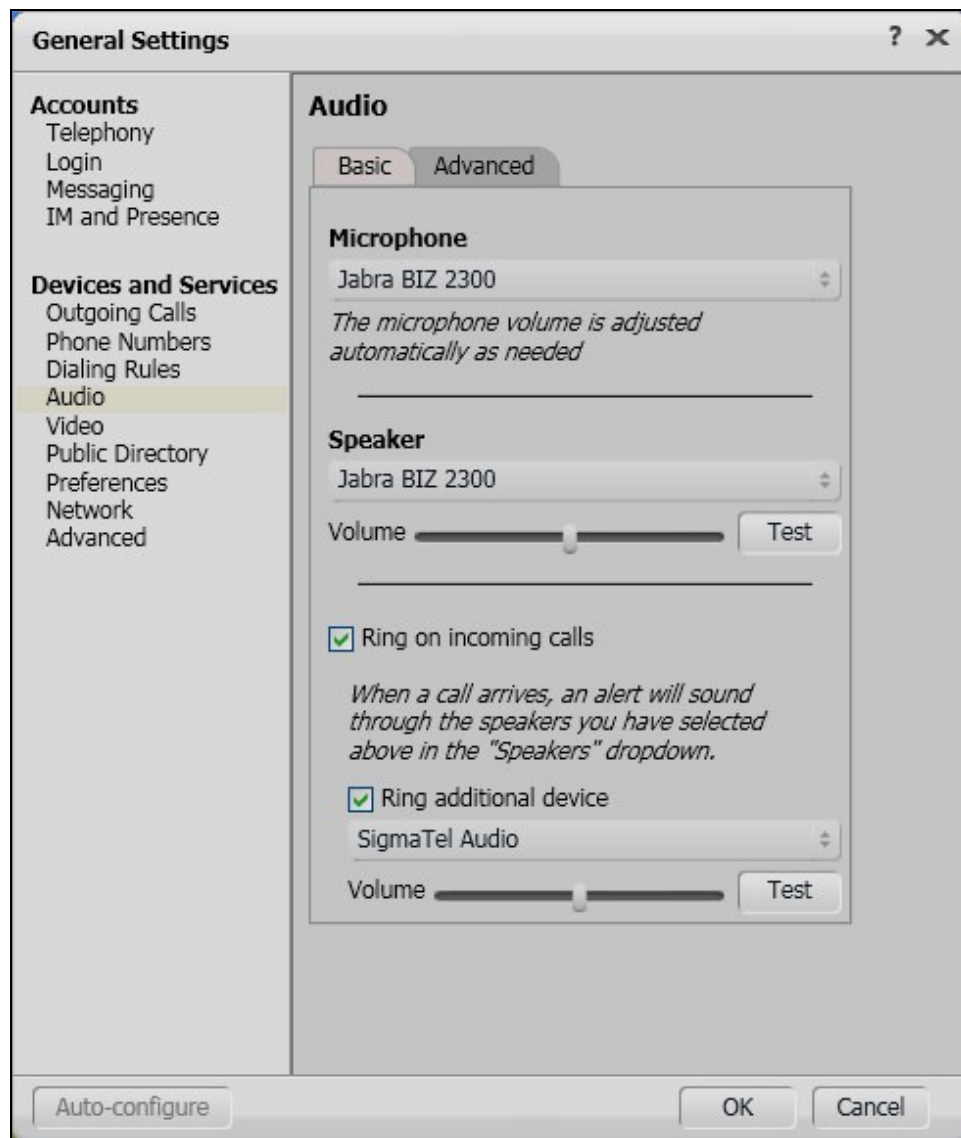 General Settings
?
Accounts
Telephony
Login
Messaging
IM and Presence
Devices and Services
Outgoing Calls
Phone Numbers
Dialing Rules
Audio
Video
Public Directory
Preferences
Network
Advanced
Audio
Basic Advanced
Microphone
Jabra BIZ 2300
The microphone volume is adjusted
automatically as needed
Speaker
Jabra BIZ 2300
Volume Test
Ring on incoming calls
When a call arrives, an alert will sound
through the speakers you have selected
above in the "Speakers" dropdown.
Ring additional device
SigmaTel Audio
Volume Test
Auto-configure OK Cancel